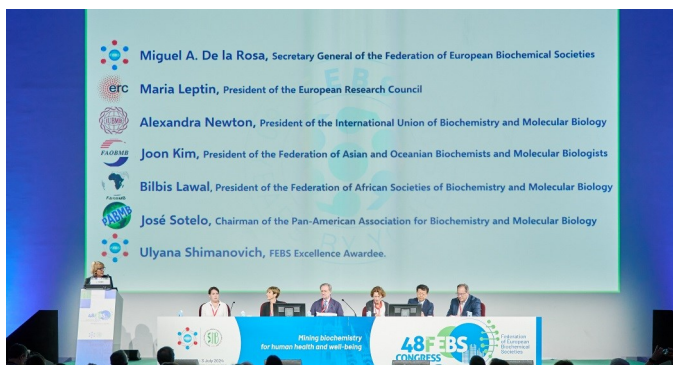 Miguel A. De la Rosa, Secretary General of the Federation of European Biochemical Societies
erc
Maria Leptin, President of the European Research Council
IUBMB
Alexandra Newton, President of the International Union of Biochemistry and Molecular Biology
FAOBMB
Joon Kim, President of the Federation of Asian and Oceanian Biochemists and Molecular Biologists
Bilbis Lawal, President of the Federation of African Societies of Biochemistry and Molecular Biology
PABMB
José Sotelo, Chairman of the Pan-American Association for Biochemistry and Molecular Biology
Ulyana Shimanovich, FEBS Excellence Awardee.
Mining biochemistry
for human health and well-being
48 FEBS
CONGRESS
Federation
of European
Biochemical
Societies